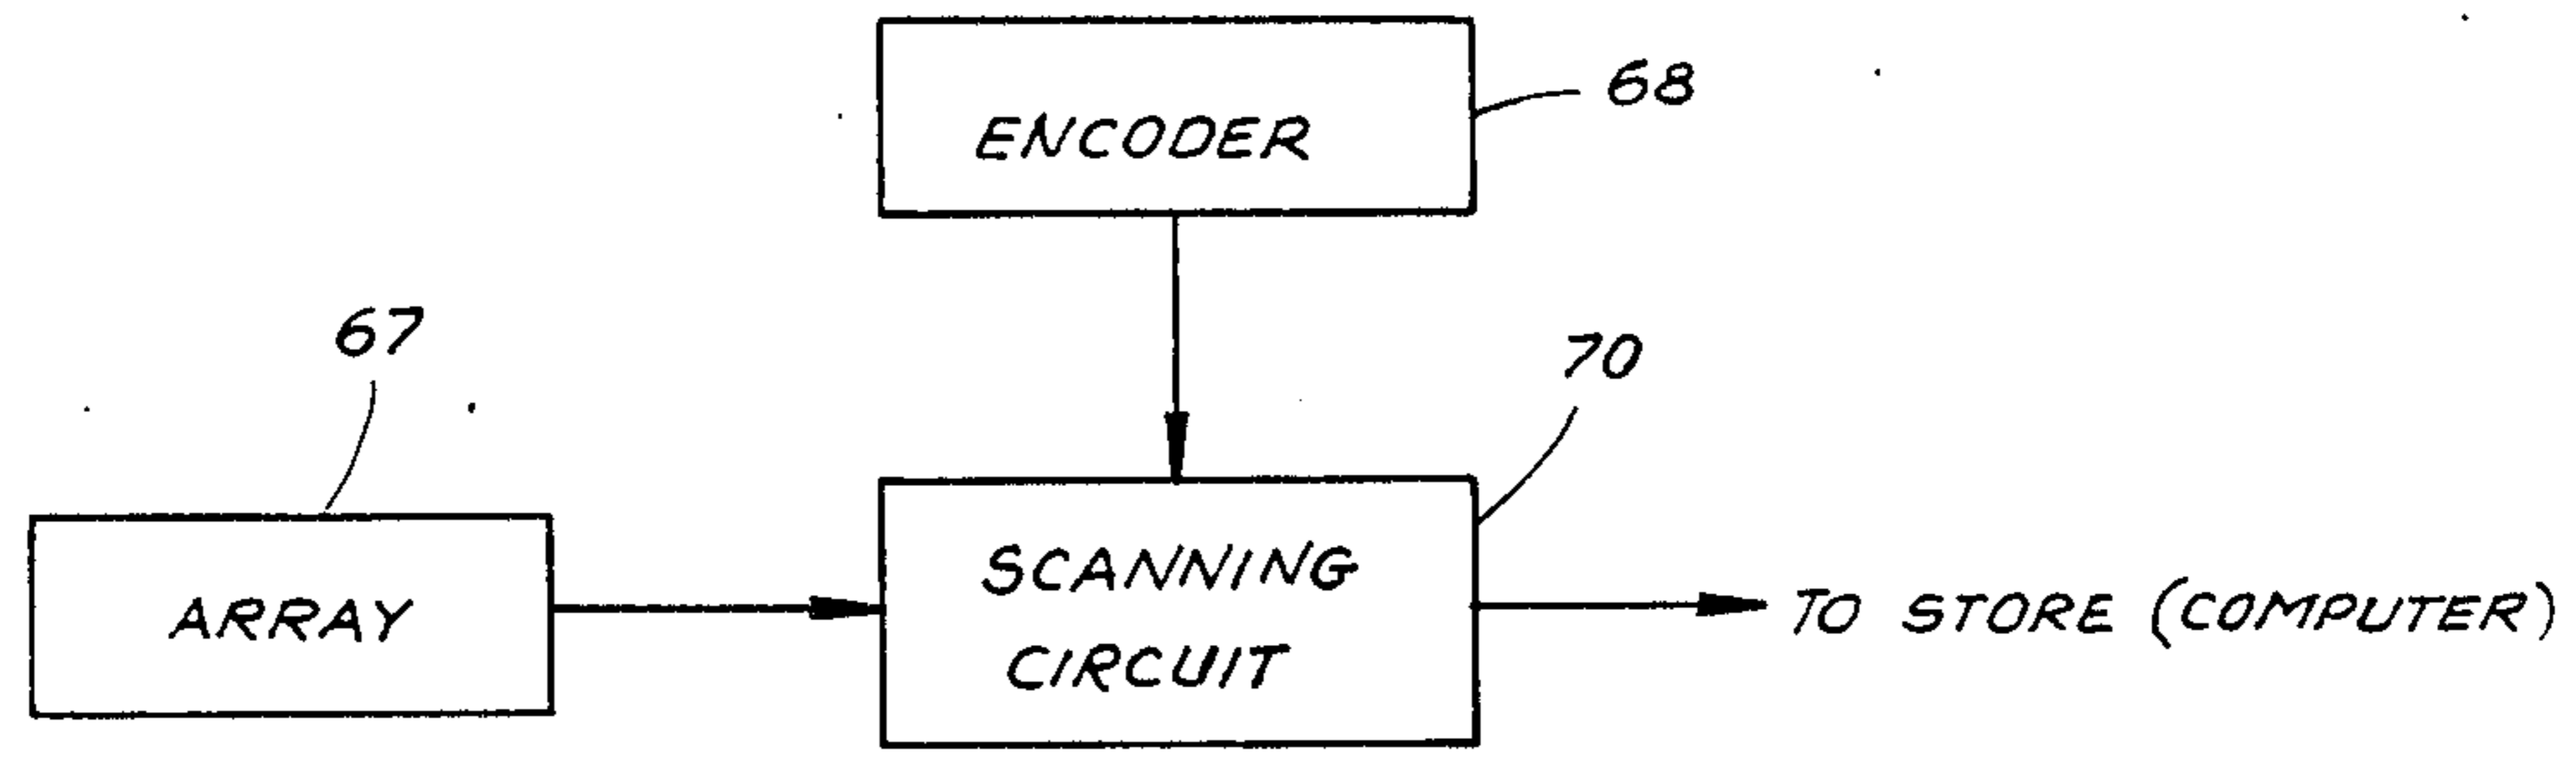 ENCODER
68
67
70
ARRAY
SCANNING
CIRCUIT
TO STORE (COMPUTER)